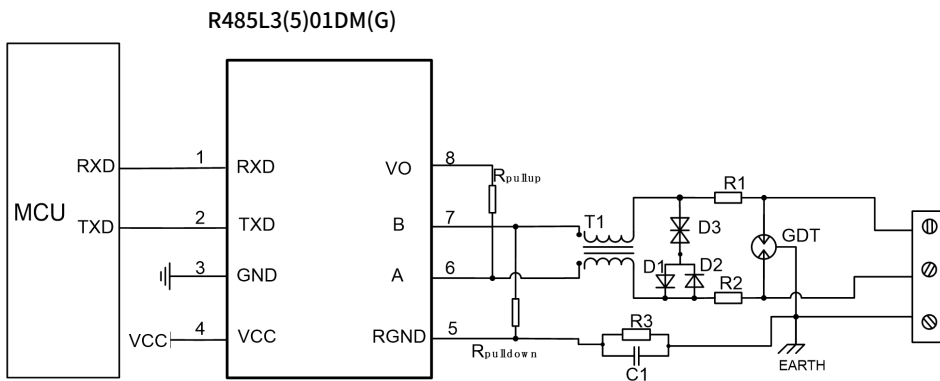 R485L3(5)01DM(G)
MCU
RXD
TXD
1
2
3
4
RXD
TXD
GND
VCC
VCC
VO
B
A
RGND
8
7
6
5
Rpullup
Rpulldown
T1
D3
D1
D2
R1
R2
GDT
R3
C1
EARTH